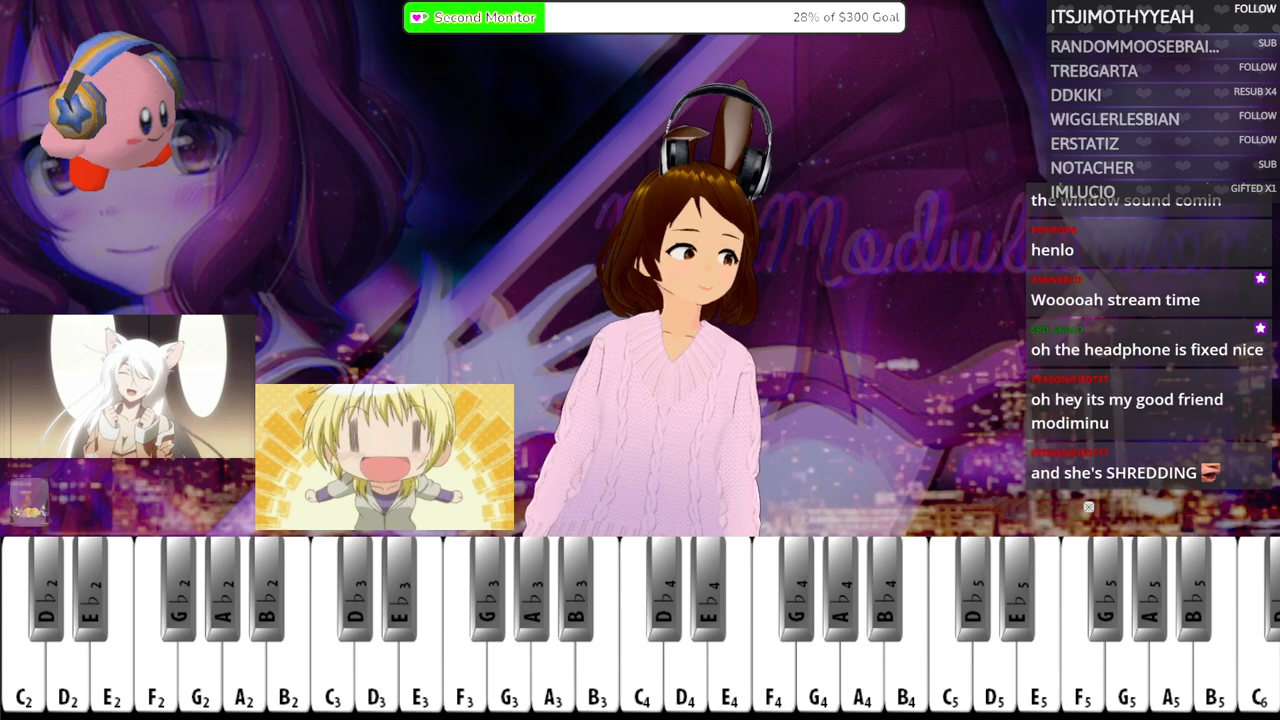 Second Monitor
28% of $300 Goal
ITSJIMOTHYYEAH FOLLOW
RANDOMMOOSEBRAI... SUB
TREBGARTA FOLLOW
DDKIKI RESUB X4
WIGGLERLESBIAN FOLLOW
ERSTATIZ FOLLOW
NOTACHER SUB
IMLUCIO GIFTED X1
the window sound comin
henlo
Wooooah stream time
oh the headphone is fixed nice
oh hey its my good friend
modiminu
and she's SHREDDING
D♭2 E♭2 G♭2 A♭2 B♭2 D♭3 E♭3 G♭3 A♭3 B♭3 D♭4 E♭4 G♭4 A♭4 B♭4 D♭5 E♭5 G♭5 A♭5 B♭5
C2 D2 E2 F2 G2 A2 B2 C3 D3 E3 F3 G3 A3 B3 C4 D4 E4 F4 G4 A4 B4 C5 D5 E5 F5 G5 A5 B5 C6